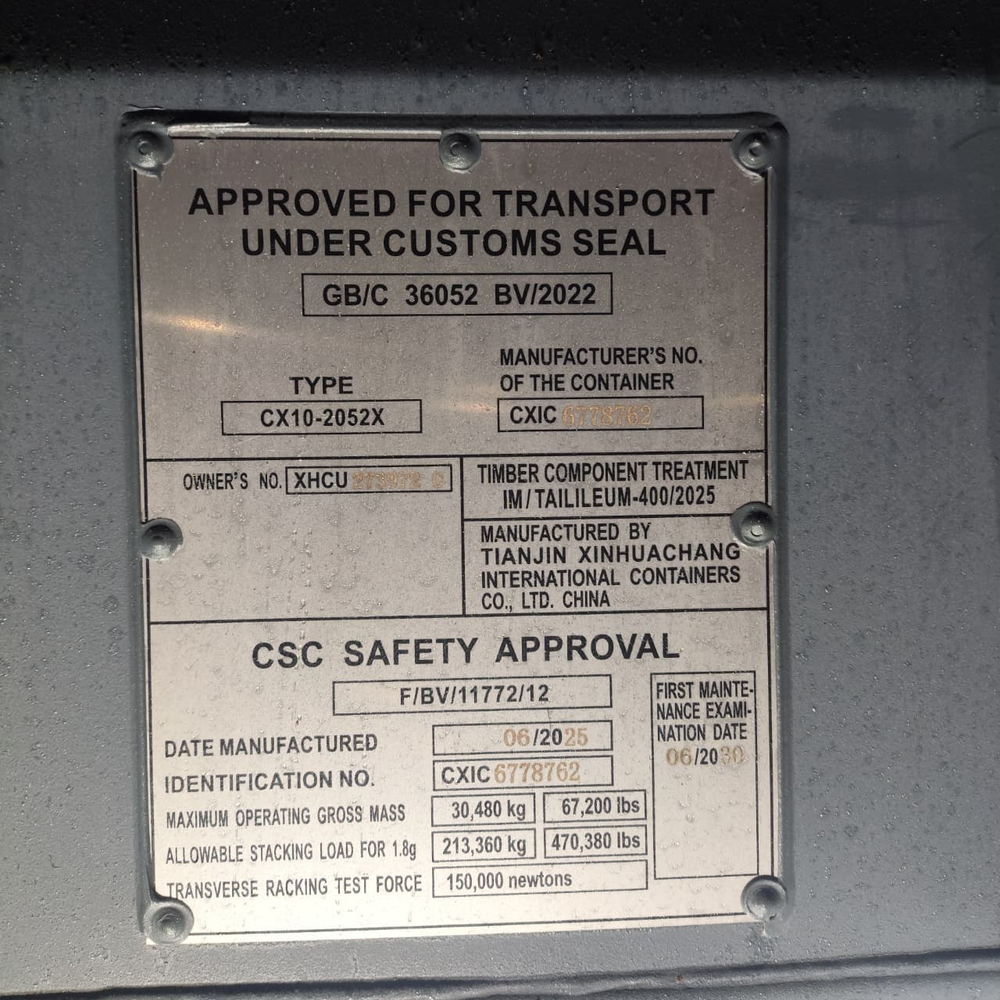 APPROVED FOR TRANSPORT
UNDER CUSTOMS SEAL
GB/C 36052 BV/2022
TYPE
CX10-2052X
MANUFACTURER'S NO.
OF THE CONTAINER
CXIC 6778762
OWNER'S NO. XHCU
TIMBER COMPONENT TREATMENT
IM/TAILILEUM-400/2025
MANUFACTURED BY
TIANJIN XINHUACHANG
INTERNATIONAL CONTAINERS
CO., LTD. CHINA
CSC SAFETY APPROVAL
F/BV/11772/12
DATE MANUFACTURED 06/2025
IDENTIFICATION NO. CXIC 6778762
MAXIMUM OPERATING GROSS MASS 30,480 kg 67,200 lbs
ALLOWABLE STACKING LOAD FOR 1.8g 213,360 kg 470,380 lbs
TRANSVERSE RACKING TEST FORCE 150,000 newtons
FIRST MAINTE-
NANCE EXAMI-
NATION DATE
06/2030